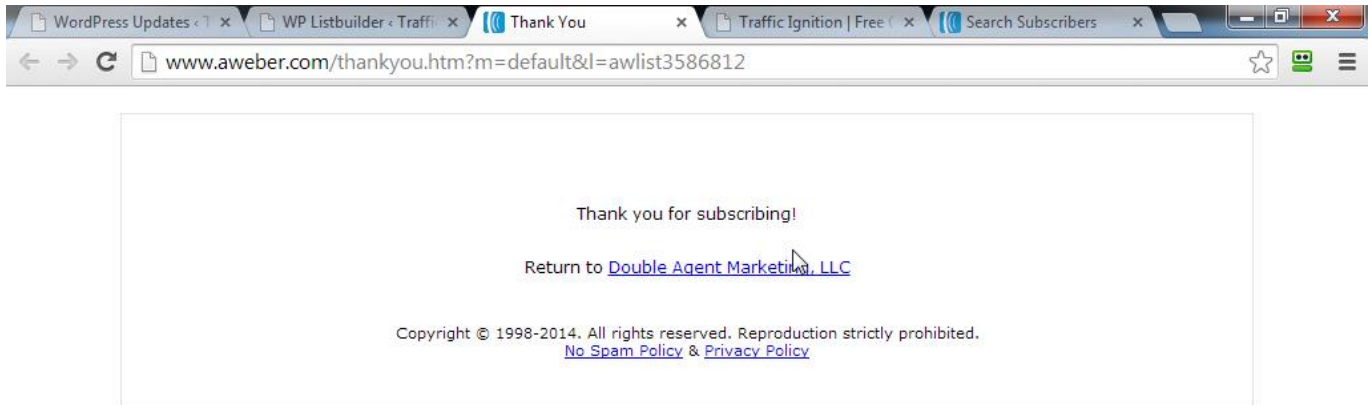 WordPress Updates ‹ T
WP Listbuilder ‹ Traffi
Thank You
Traffic Ignition | Free
Search Subscribers
www.aweber.com/thankyou.htm?m=default&l=awlist3586812
Thank you for subscribing!
Return to Double Agent Marketing, LLC
Copyright © 1998-2014. All rights reserved. Reproduction strictly prohibited.
No Spam Policy & Privacy Policy